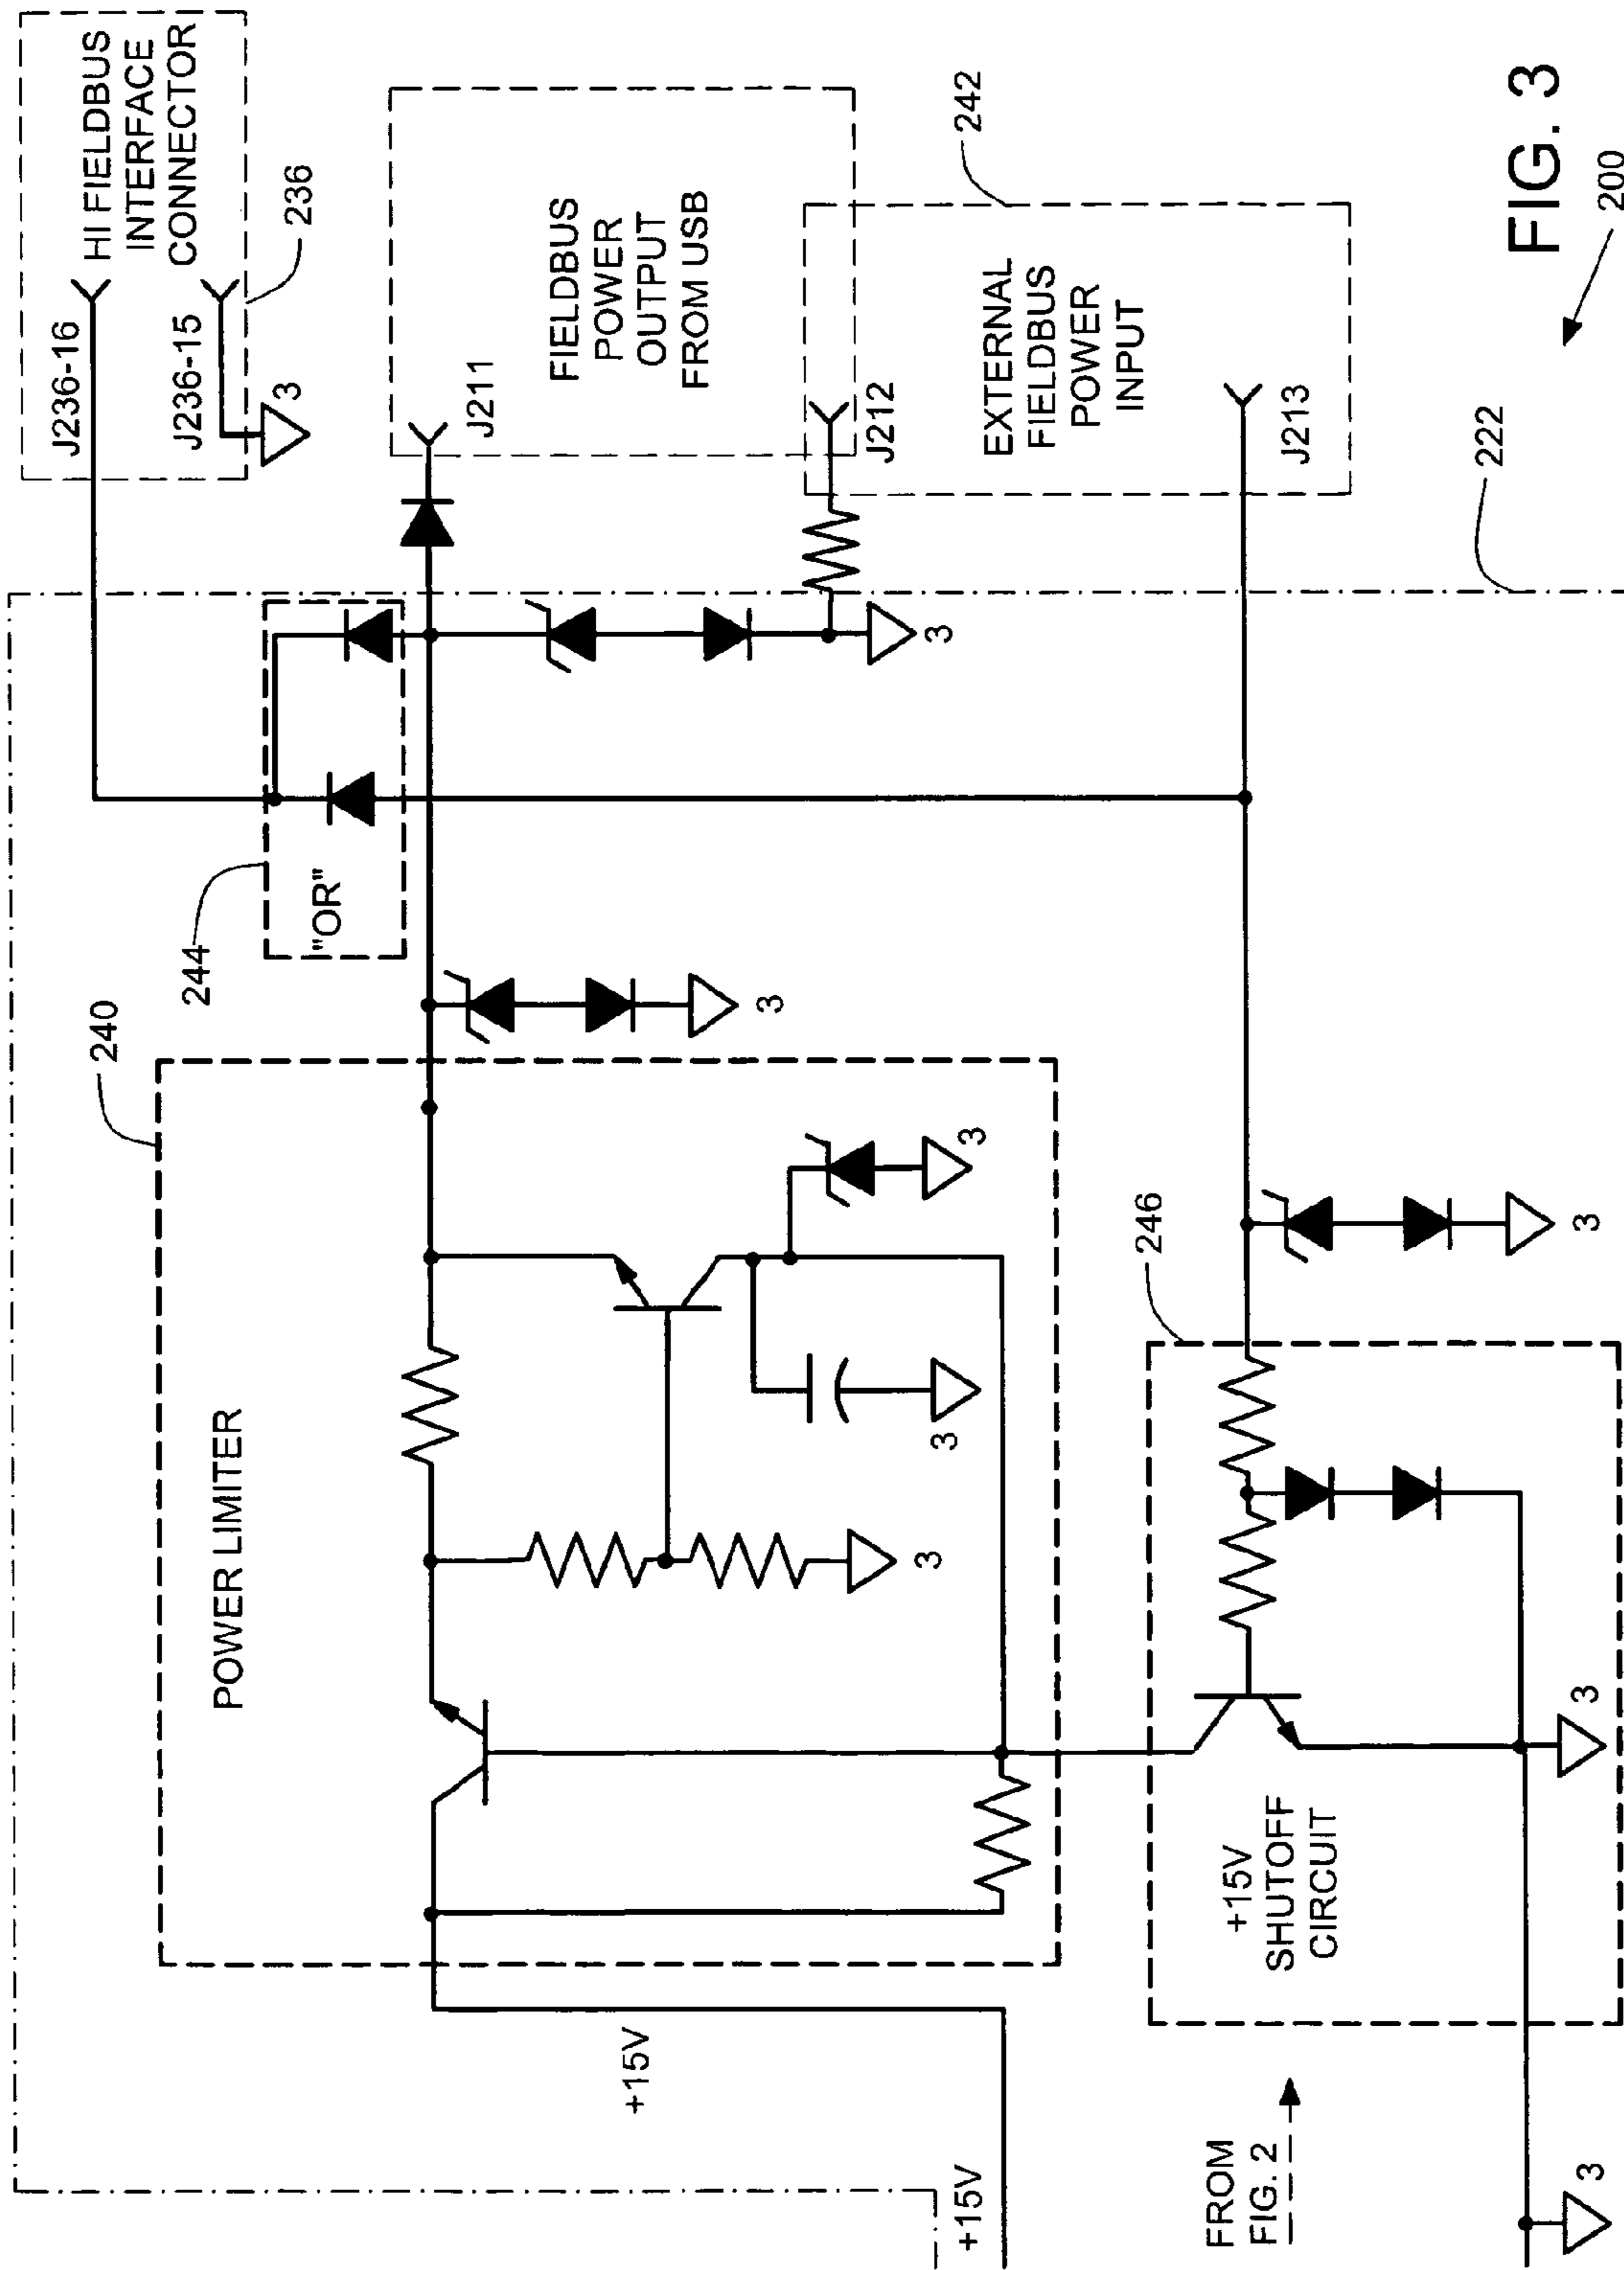 HI FIELDBUS
INTERFACE
CONNECTOR
J236-16
J236-15
3
236
FIELDBUS
POWER
OUTPUT
FROM USB
J211
J212
242
EXTERNAL
FIELDBUS
POWER
INPUT
J213
222
244
"OR"
3
3
240
POWER LIMITER
3
3
3
246
3
+15V
SHUTOFF
CIRCUIT
3
+15V
+15V
FROM
FIG. 2
3
FIG. 3
200